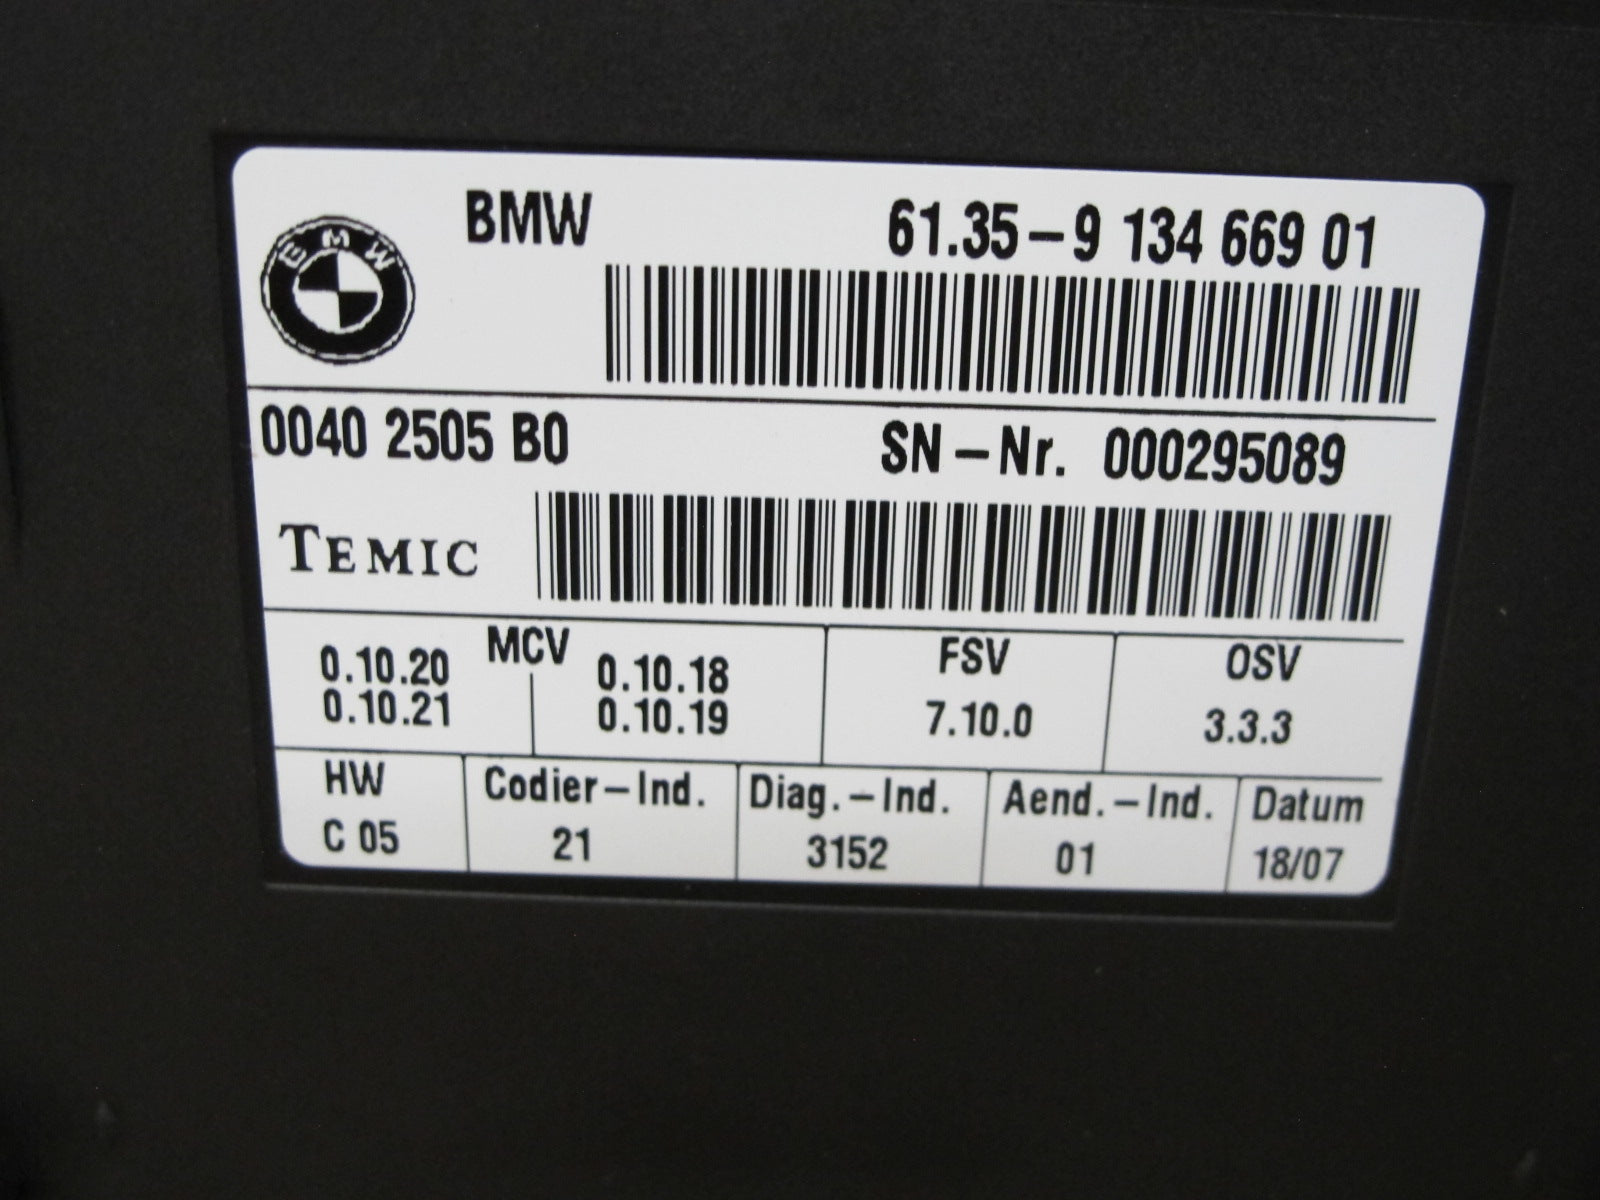 BMW
BMW 61.35-9 134 669 01
0040 2505 B0 SN-Nr. 000295089
TEMIC
MCV FSV OSV
0.10.20 0.10.18 7.10.0 3.3.3
0.10.21 0.10.19
HW Codier-Ind. Diag.-Ind. Aend.-Ind. Datum
C 05 21 3152 01 18/07